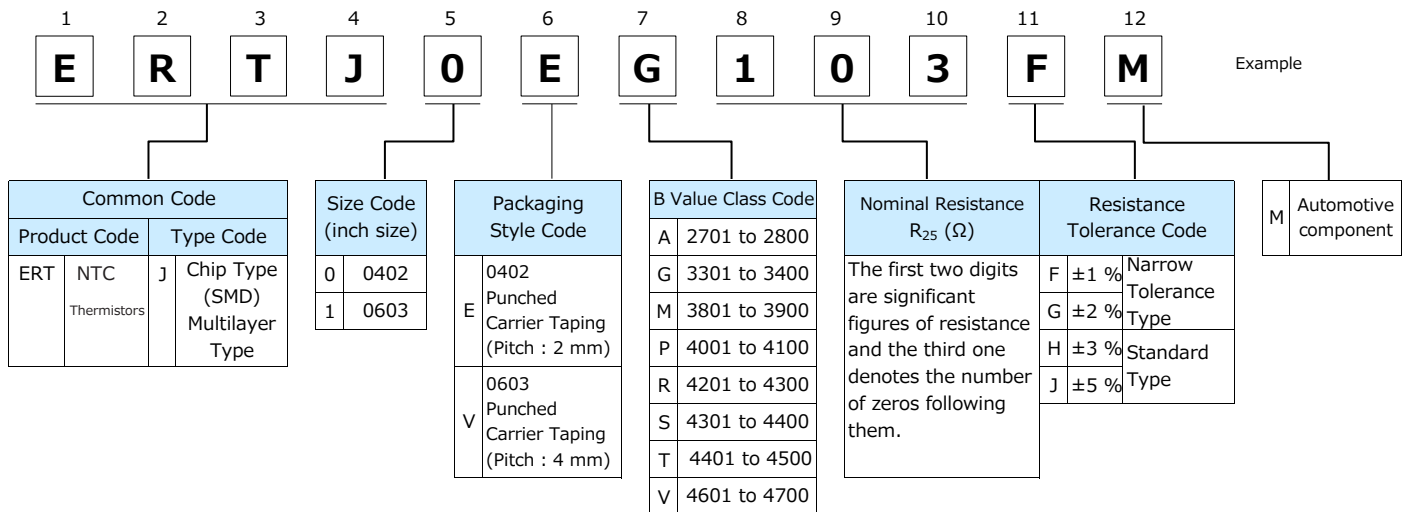 1 2 3 4 5 6 7 8 9 10 11 12
E R T J 0 E G 1 0 3 F M
Example
Common Code
Product Code Type Code
ERT NTC
Thermistors
J Chip Type
(SMD)
Multilayer
Type
Size Code
(inch size)
0 0402
1 0603
Packaging
Style Code
E
0402
Punched
Carrier Taping
(Pitch : 2 mm)
V
0603
Punched
Carrier Taping
(Pitch : 4 mm)
B Value Class Code
A 2701 to 2800
G 3301 to 3400
M 3801 to 3900
P 4001 to 4100
R 4201 to 4300
S 4301 to 4400
T 4401 to 4500
V 4601 to 4700
Nominal Resistance
R₂₅ (Ω)
The first two digits
are significant
figures of resistance
and the third one
denotes the number
of zeros following
them.
Resistance
Tolerance Code
F ±1 %
G ±2 %
Narrow
Tolerance
Type
H ±3 %
J ±5 %
Standard
Type
M
Automotive
component